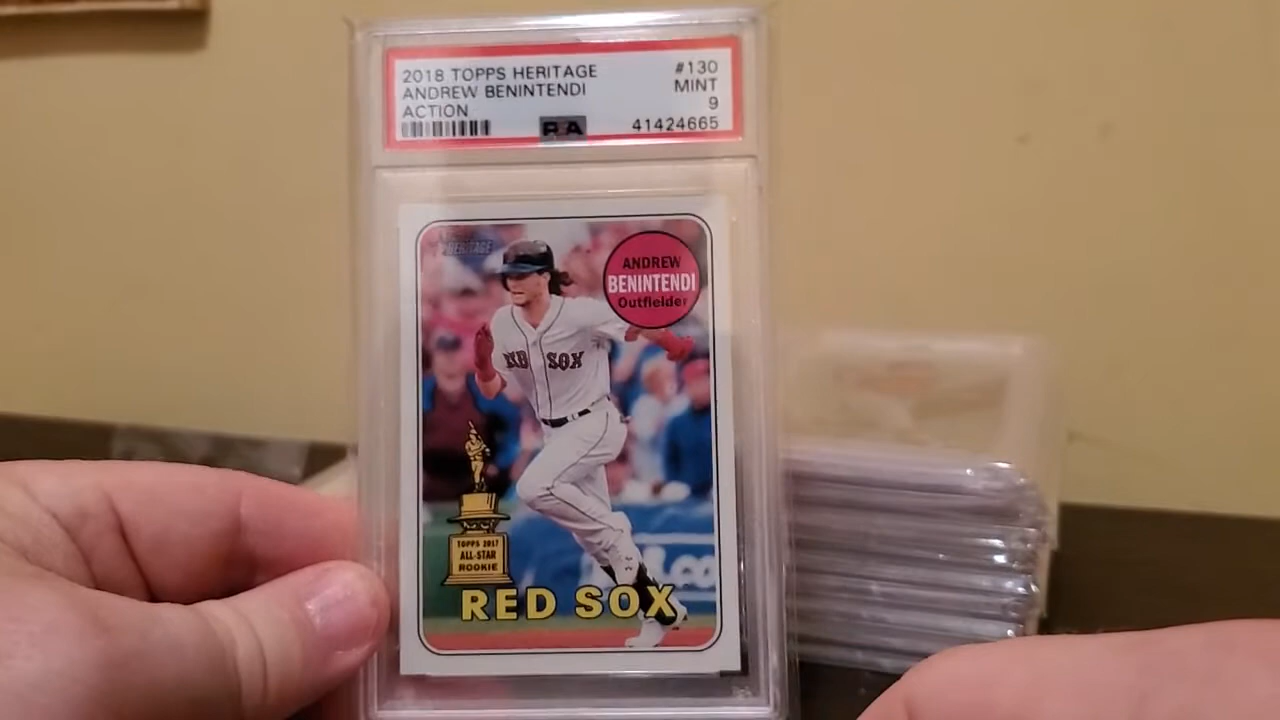 2018 TOPPS HERITAGE #130
ANDREW BENINTENDI MINT
ACTION 9
41424665
HERITAGE
ANDREW
BENINTENDI
Outfielder
RED SOX
TOPPS 2017
ALL-STAR
ROOKIE
RED SOX